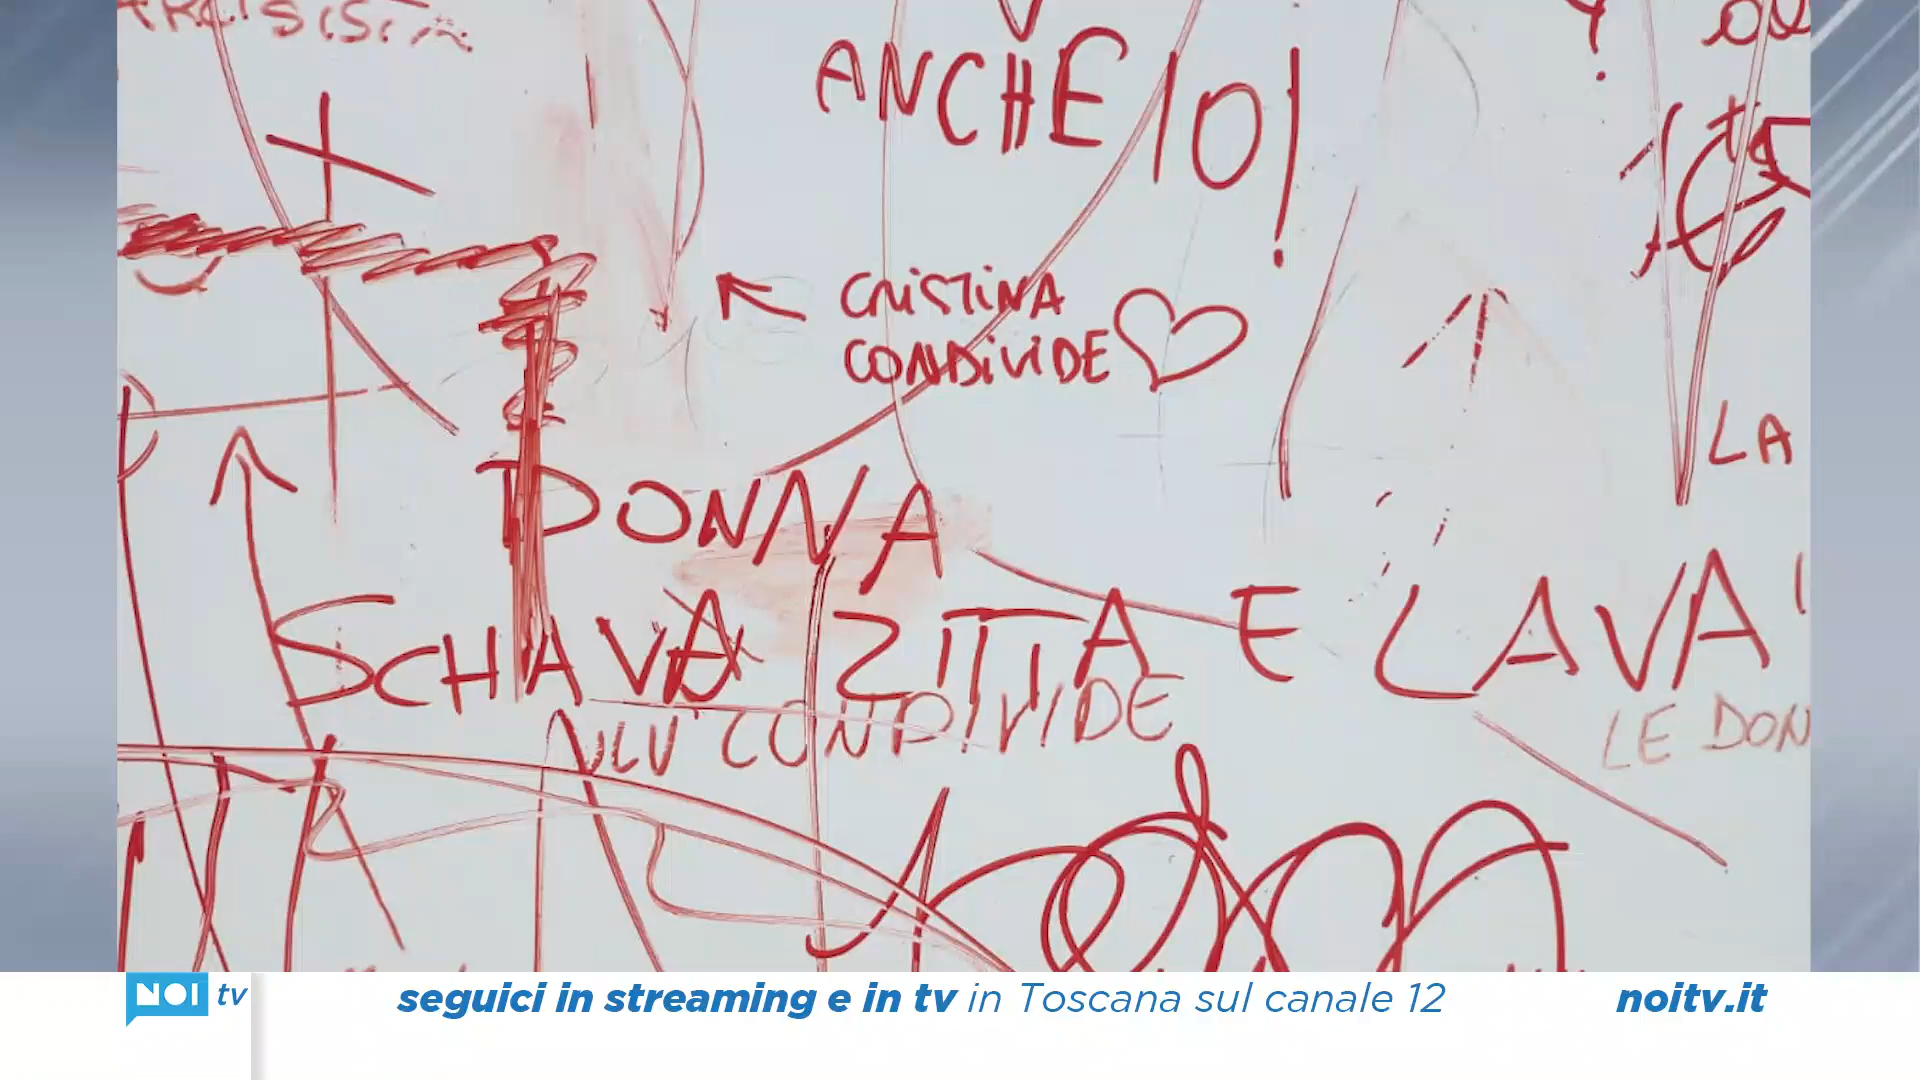 ANCHE IO!
CRISTINA
CONDIVIDE
LA
DONNA
SCHIAVA ZITTA E LAVA!
CONDIVIDE
LE DON
NOI tv
seguici in streaming e in tv in Toscana sul canale 12
noitv.it